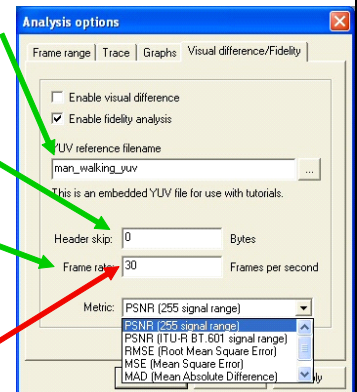 Analysis options
Frame range Trace Graphs Visual difference/Fidelity
Enable visual difference
Enable fidelity analysis
YUV reference filename
man_walking_yuv ...
This is an embedded YUV file for use with tutorials.
Header skip: 0 Bytes
Frame rate: 30 Frames per second
Metric: PSNR (255 signal range)
PSNR (255 signal range)
PSNR (ITU-R BT.601 signal range)
RMSE (Root Mean Square Error)
MSE (Mean Square Error)
MAD (Mean Absolute Difference)